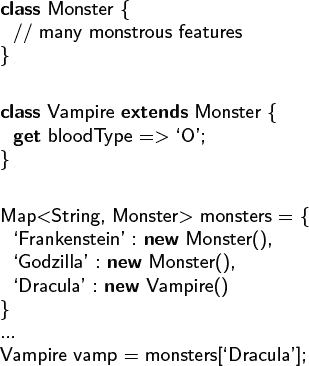 class Monster {
// many monstrous features
}
class Vampire extends Monster {
get bloodType => ‘O’;
}
Map<String, Monster> monsters = {
‘Frankenstein’ : new Monster(),
‘Godzilla’ : new Monster(),
‘Dracula’ : new Vampire()
}
...
Vampire vamp = monsters[‘Dracula’];